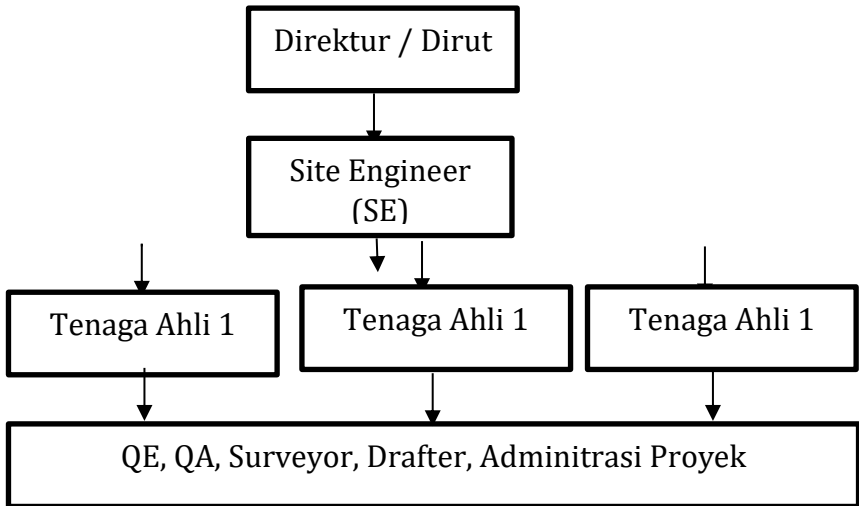 Direktur / Dirut
Site Engineer
(SE)
Tenaga Ahli 1
Tenaga Ahli 1
Tenaga Ahli 1
QE, QA, Surveyor, Drafter, Adminitrasi Proyek